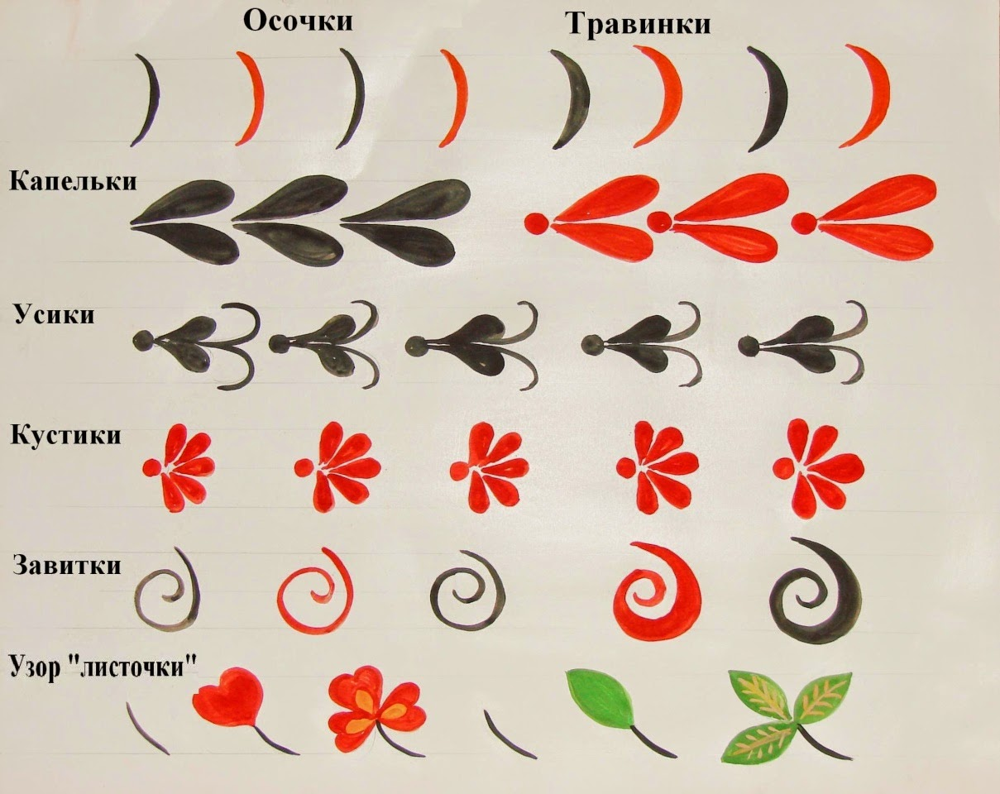 Осочки
Травинки
Капельки
Усики
Кустики
Завитки
Узор "листочки"